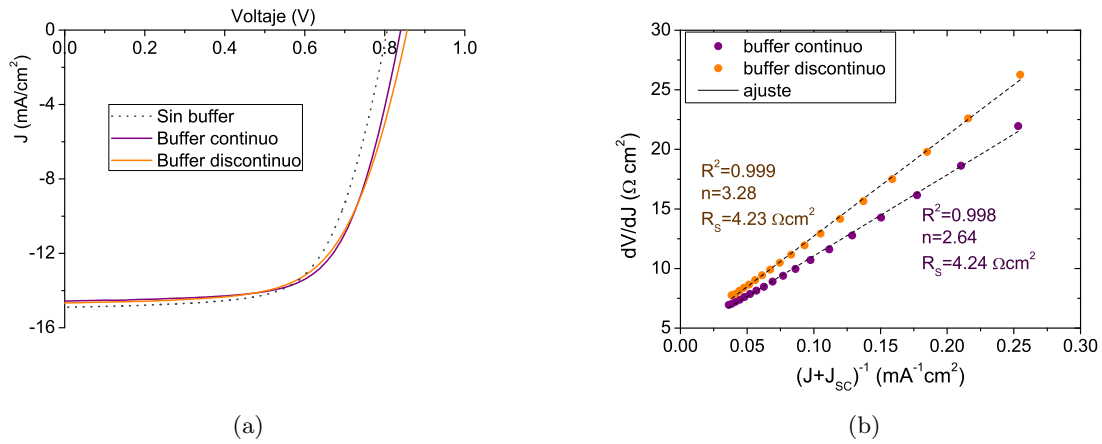 Voltaje (V)
0.0 0.2 0.4 0.6 0.8 1.0
0
-4
-8
-12
-16
J (mA/cm²)
Sin buffer
Buffer continuo
Buffer discontinuo
(a)
30
25
20
15
10
5
dV/dJ (Ω cm²)
buffer continuo
buffer discontinuo
ajuste
R²=0.999
n=3.28
R_S=4.23 Ωcm²
R²=0.998
n=2.64
R_S=4.24 Ωcm²
0.00 0.05 0.10 0.15 0.20 0.25 0.30
(J+J_SC)⁻¹ (mA⁻¹cm²)
(b)